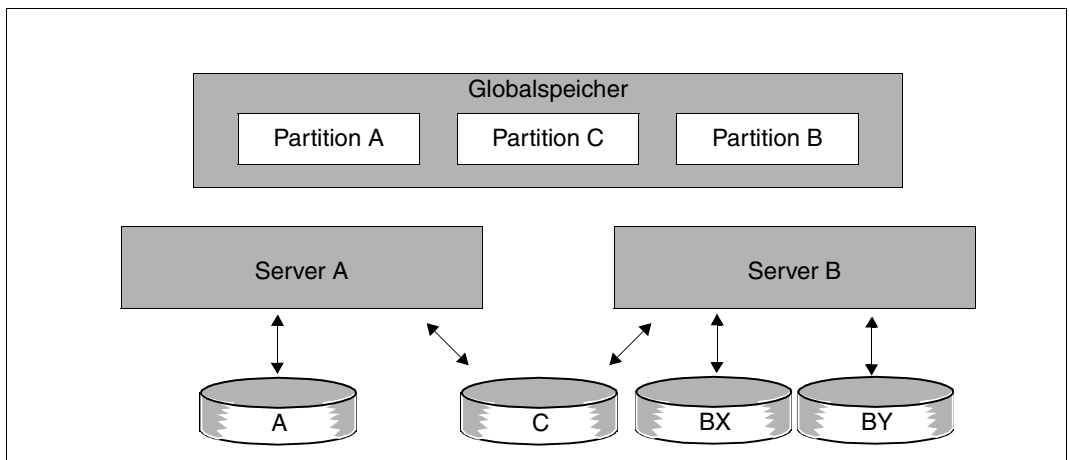 Globalspeicher
Partition A
Partition C
Partition B
Server A
Server B
A
C
BX
BY